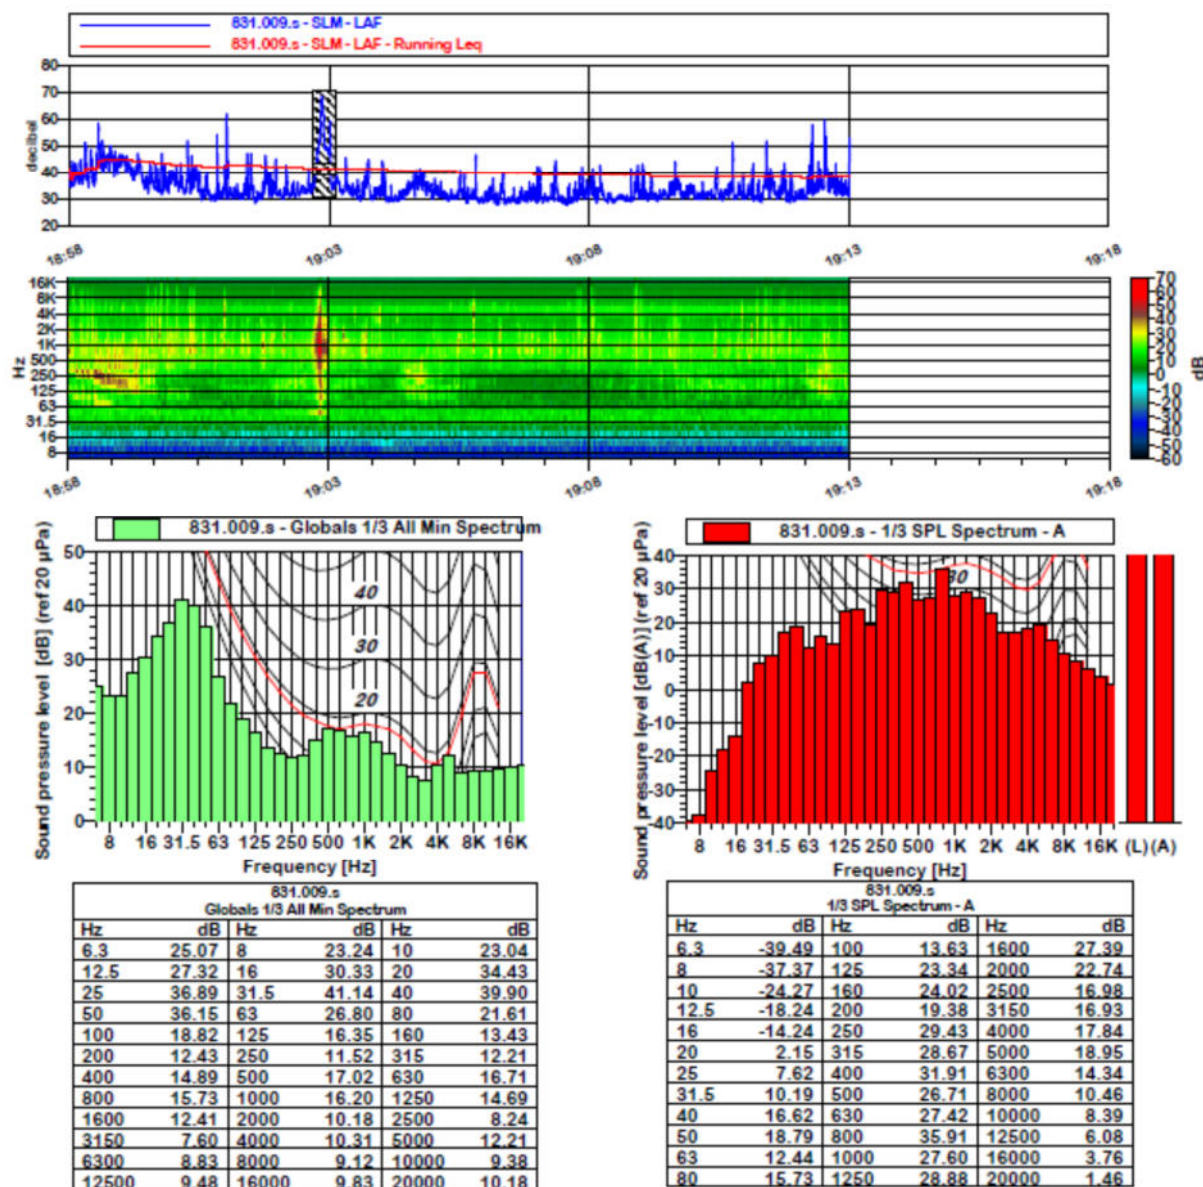 831.009.s - SLM - LAF
831.009.s - SLM - LAF - Running Leq
decibel
80
70
60
50
40
30
20
18:58 19:03 19:08 19:13 19:18
Hz
16K
8K
4K
2K
1K
500
250
125
63
31.5
16
8
70
60
50
40
30
20
10
0
-10
-20
-30
-40
-50
-60
dB
18:58 19:03 19:08 19:13 19:18
831.009.s - Globals 1/3 All Min Spectrum
Sound pressure level [dB] (ref 20 µPa)
50
40
30
20
10
0
40
30
20
8 16 31.5 63 125 250 500 1K 2K 4K 8K 16K
Frequency [Hz]
831.009.s - 1/3 SPL Spectrum - A
Sound pressure level [dB(A)] (ref 20 µPa)
40
30
20
10
0
-10
-20
-30
-40
30
8 16 31.5 63 125 250 500 1K 2K 4K 8K 16K (L) (A)
Frequency [Hz]
831.009.s
Globals 1/3 All Min Spectrum
Hz dB Hz dB Hz dB
6.3 25.07 8 23.24 10 23.04
12.5 27.32 16 30.33 20 34.43
25 36.89 31.5 41.14 40 39.90
50 36.15 63 26.80 80 21.61
100 18.82 125 16.35 160 13.43
200 12.43 250 11.52 315 12.21
400 14.89 500 17.02 630 16.71
800 15.73 1000 16.20 1250 14.69
1600 12.41 2000 10.18 2500 8.24
3150 7.60 4000 10.31 5000 12.21
6300 8.83 8000 9.12 10000 9.38
12500 9.48 16000 9.83 20000 10.18
831.009.s
1/3 SPL Spectrum - A
Hz dB Hz dB Hz dB
6.3 -39.49 100 13.63 1600 27.39
8 -37.37 125 23.34 2000 22.74
10 -24.27 160 24.02 2500 16.98
12.5 -18.24 200 19.38 3150 16.93
16 -14.24 250 29.43 4000 17.84
20 2.15 315 28.67 5000 18.95
25 7.62 400 31.91 6300 14.34
31.5 10.19 500 26.71 8000 10.46
40 16.62 630 27.42 10000 8.39
50 18.79 800 35.91 12500 6.08
63 12.44 1000 27.60 16000 3.76
80 15.73 1250 28.88 20000 1.46